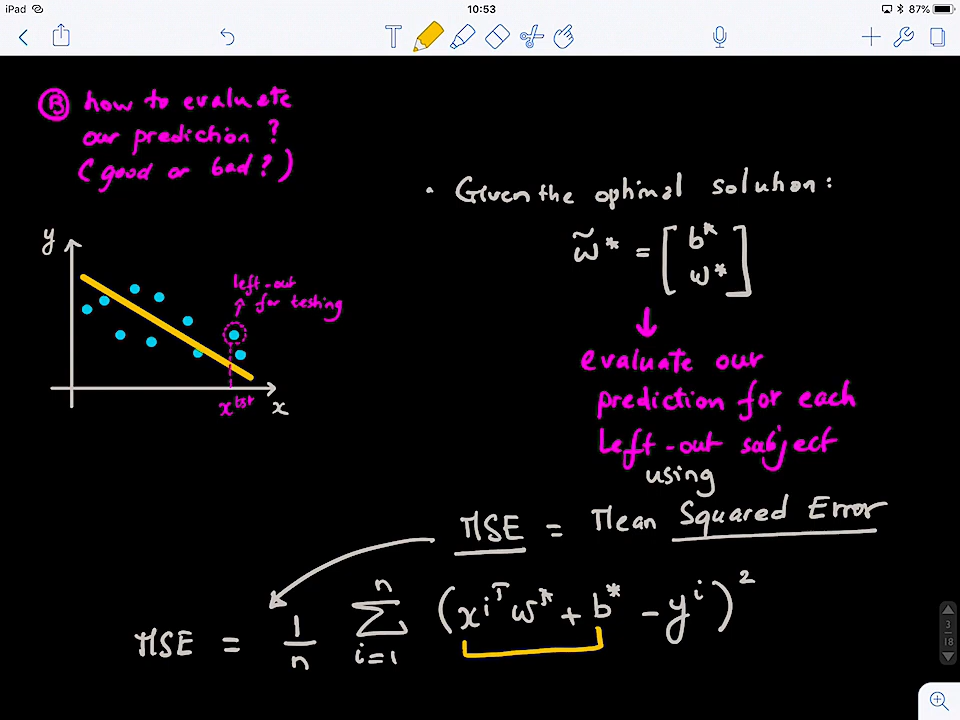 iPad
10:53
87%
T
B how to evaluate
our prediction ?
(good or bad?)
• Given the optimal solution:
w̃* = [ b*
w* ]
y
left-out
for testing
x^tst
x
evaluate our
prediction for each
left-out subject
using
MSE = Mean Squared Error
MSE = 1/n Σ_{i=1}^{n} (x^{iT} w* + b* - y^i)^2
3
18